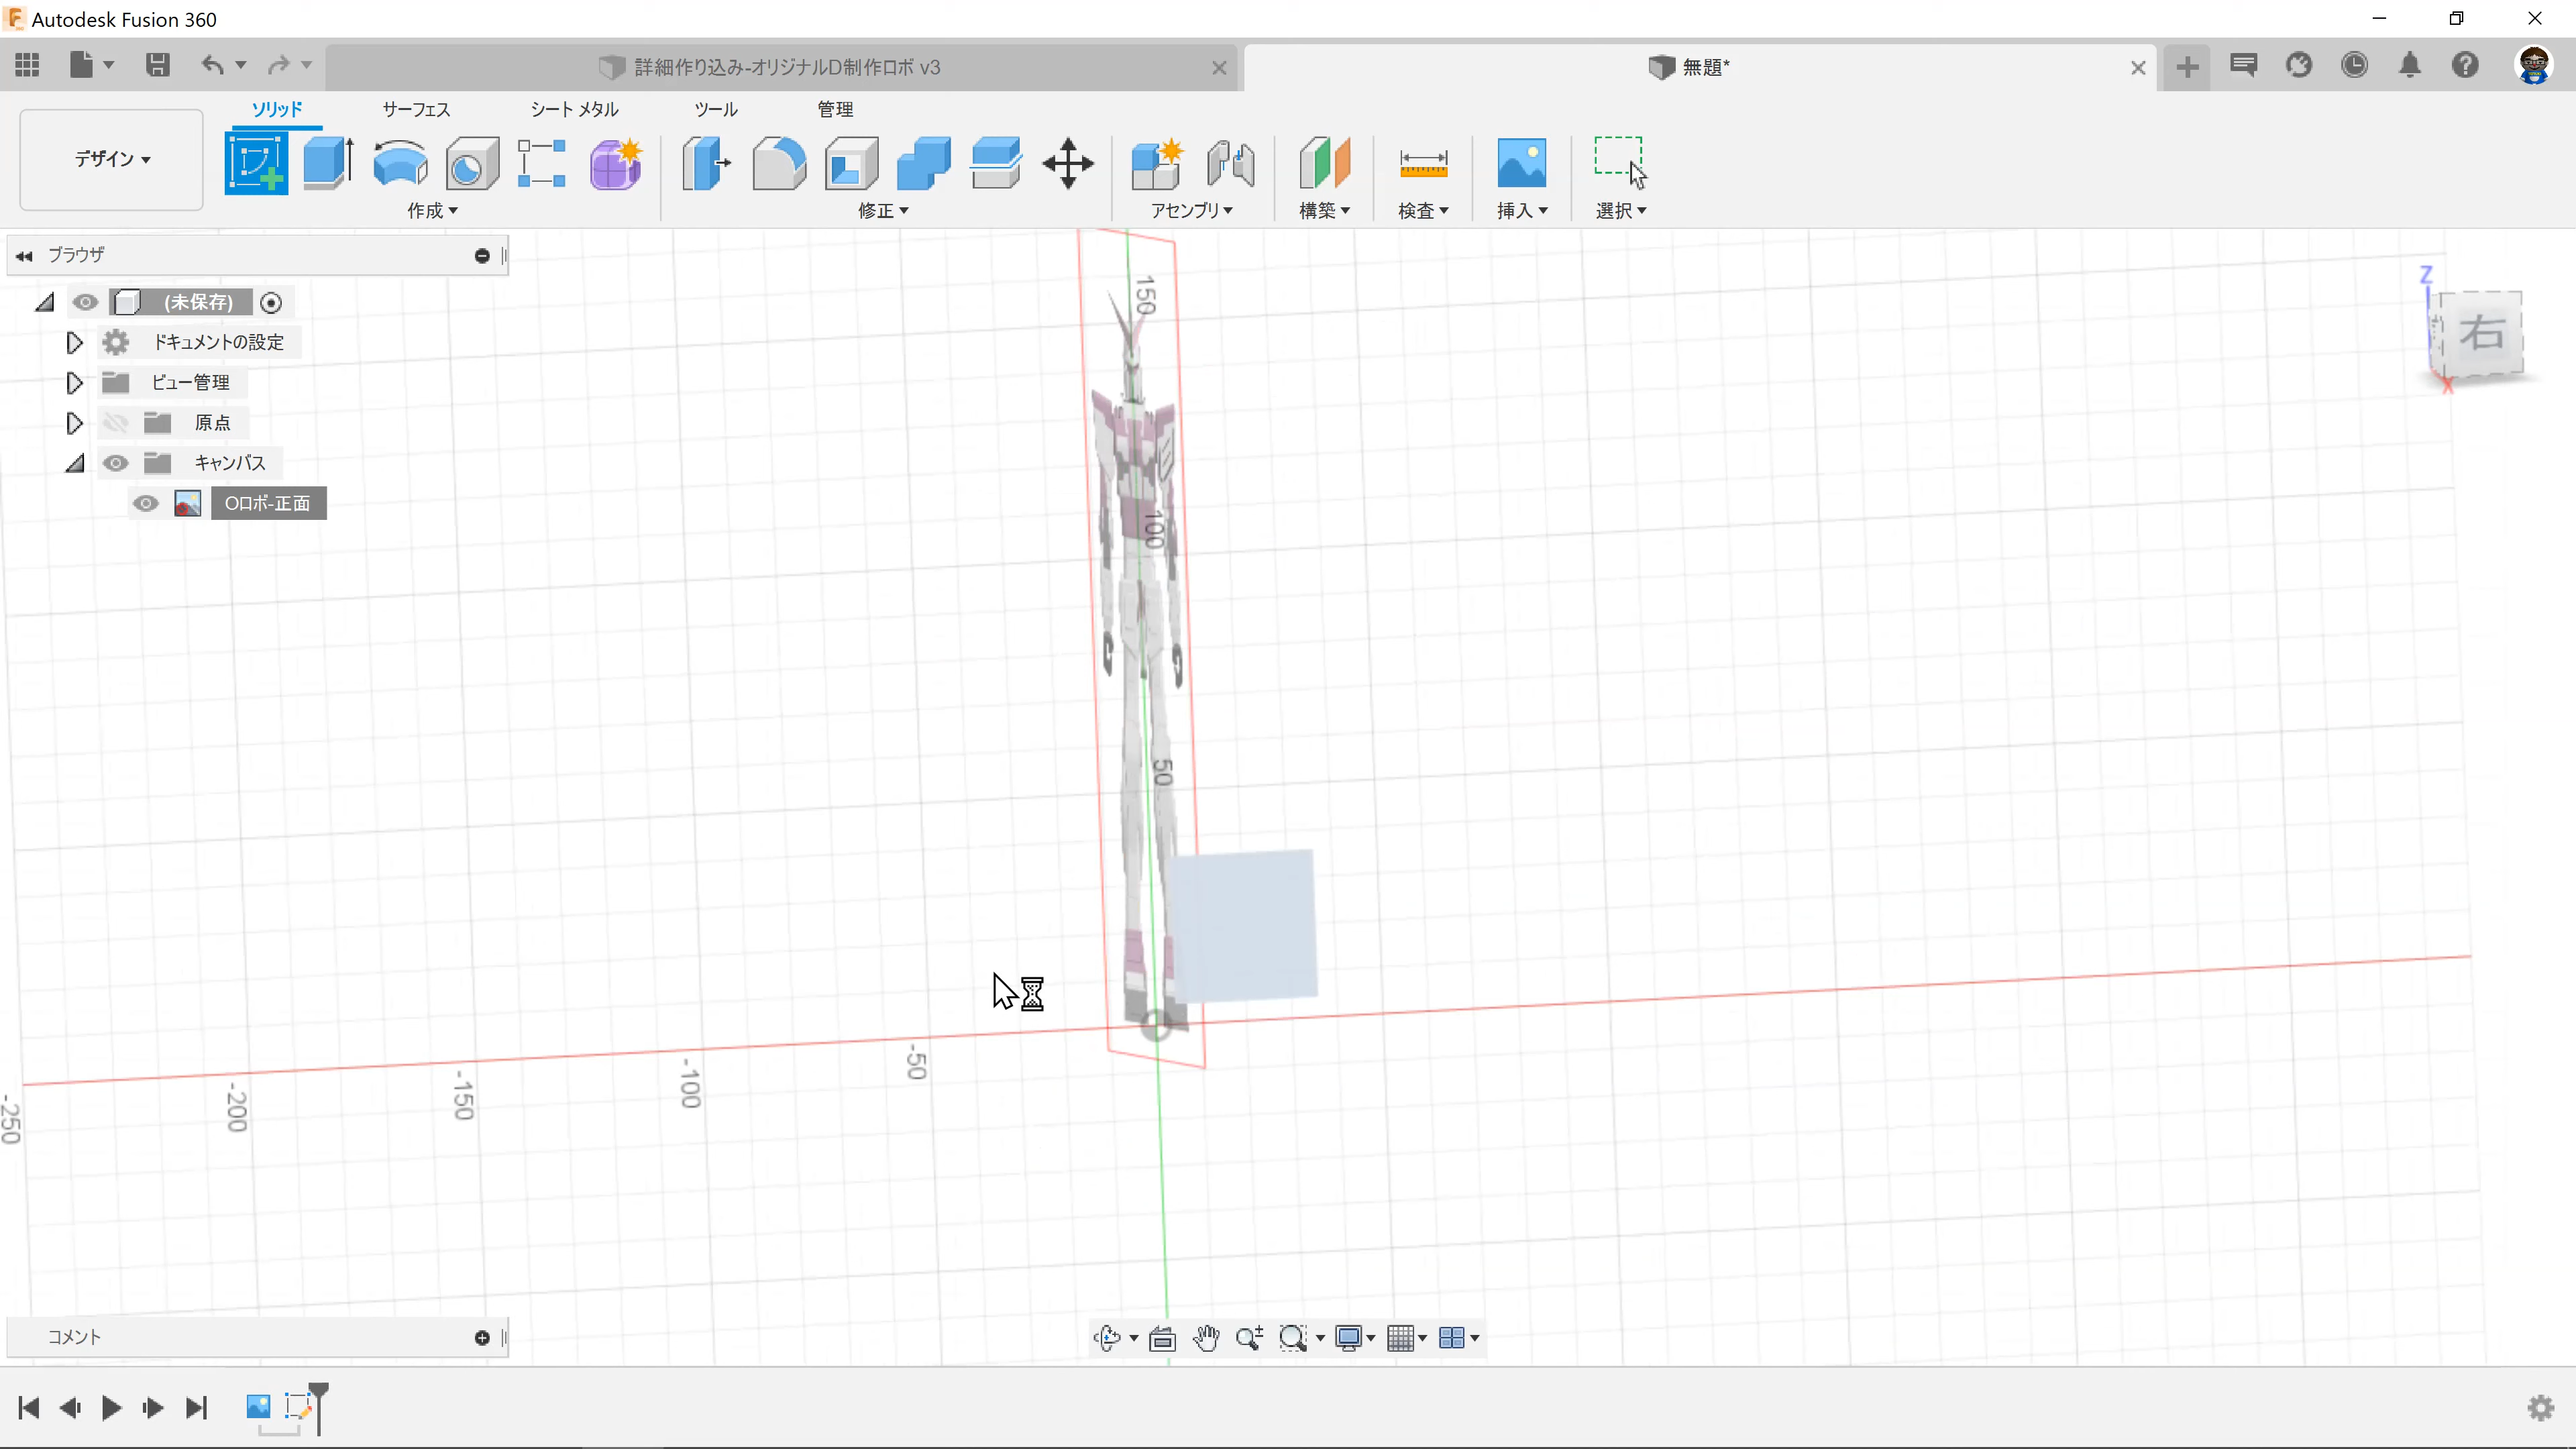 Autodesk Fusion 360
詳細作り込み-オリジナルD制作ロボ v3
無題*
デザイン
ソリッド
サーフェス
シート メタル
ツール
管理
作成
修正
アセンブリ
構築
検査
挿入
選択
ブラウザ
(未保存)
ドキュメントの設定
ビュー管理
原点
キャンバス
Oロボ-正面
Z
右
X
150
100
50
-50
-100
-150
-200
-250
コメント